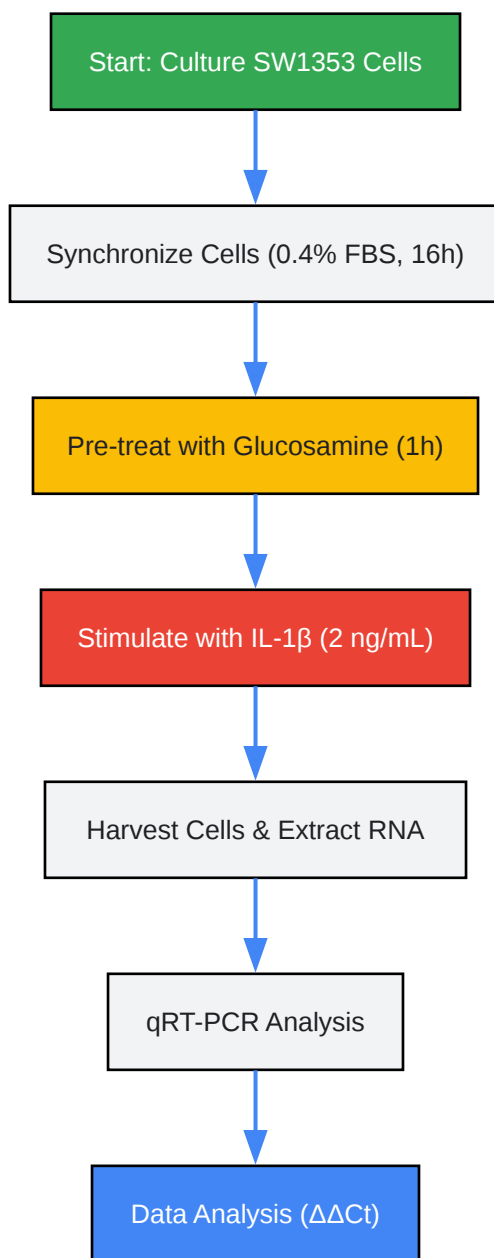 Start: Culture SW1353 Cells
Synchronize Cells (0.4% FBS, 16h)
Pre-treat with Glucosamine (1h)
Stimulate with IL-1β (2 ng/mL)
Harvest Cells & Extract RNA
qRT-PCR Analysis
Data Analysis (ΔΔCt)